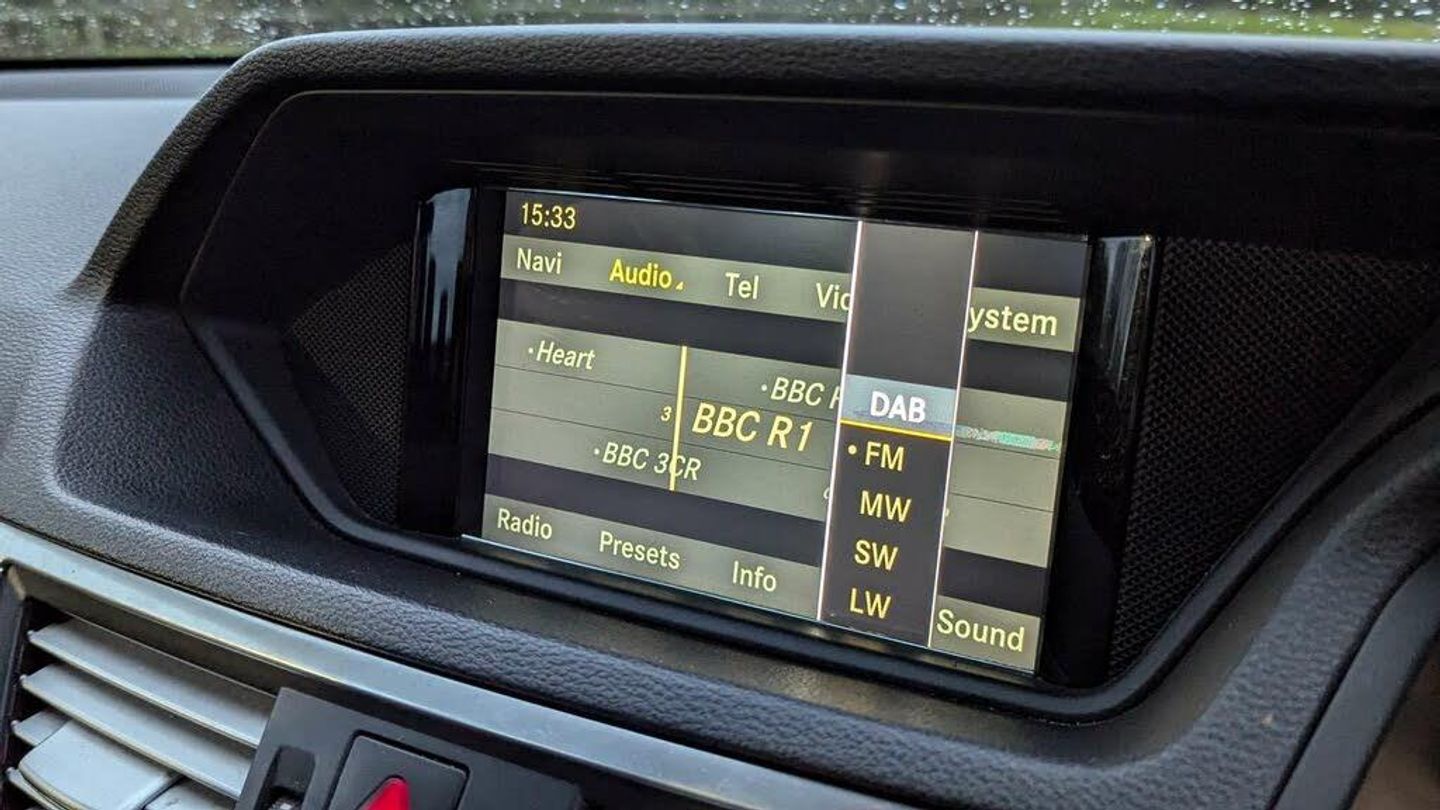 15:33
Navi Audio Tel Vid ystem
•Heart
•BBC R
3 BBC R1
•BBC 3CR
DAB
• FM
MW
SW
LW
Radio Presets Info Sound